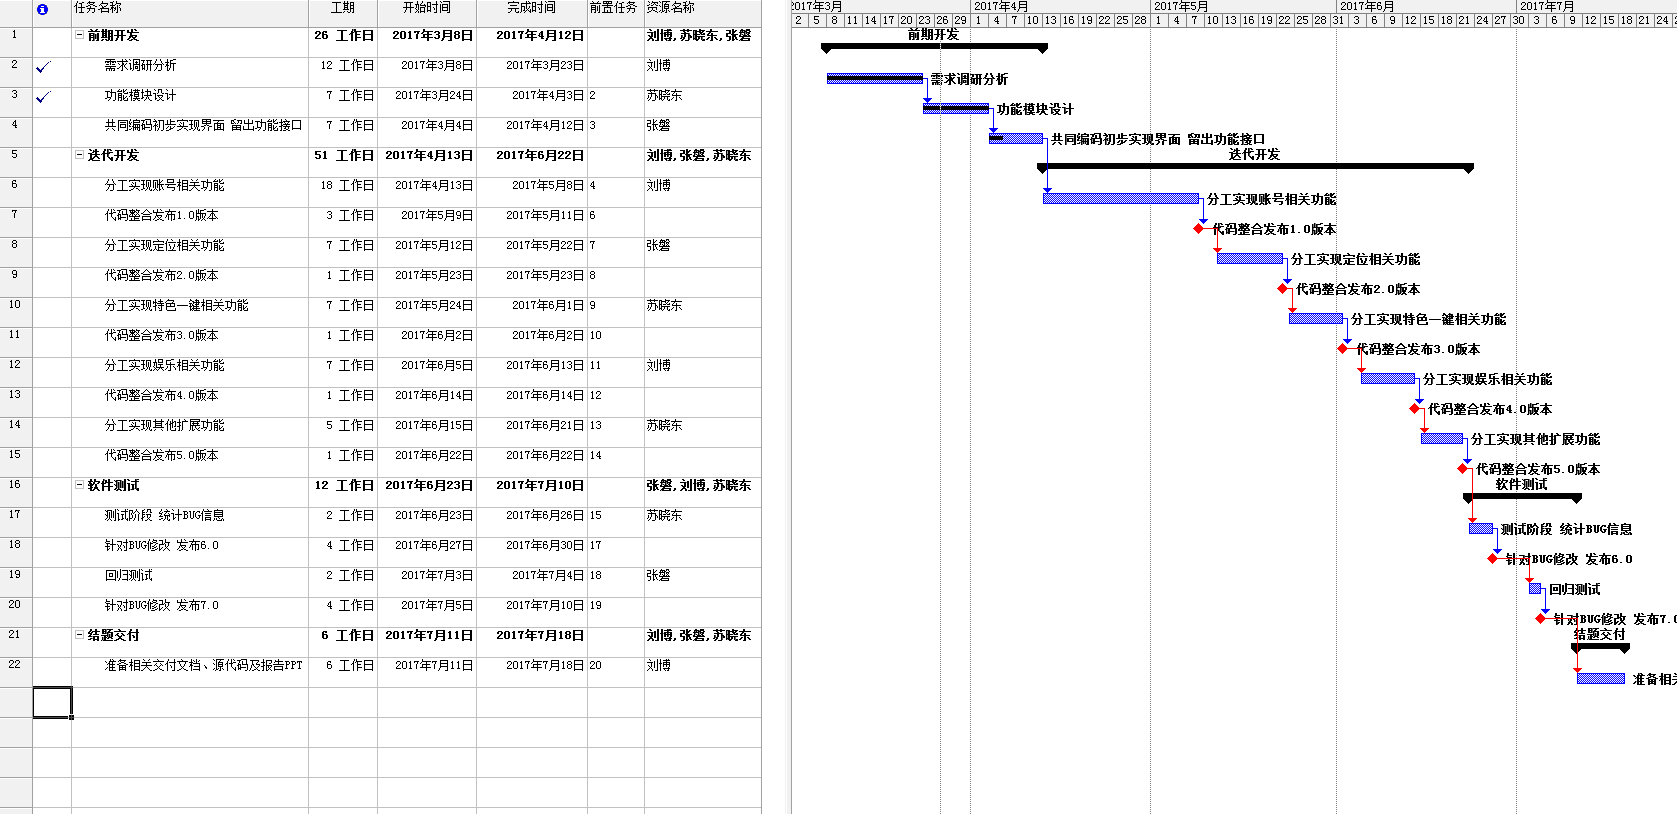 任务名称 工期 开始时间 完成时间 前置任务 资源名称
1 前期开发 26 工作日 2017年3月8日 2017年4月12日 刘博,苏晓东,张磐
2 需求调研分析 12 工作日 2017年3月8日 2017年3月23日 刘博
3 功能模块设计 7 工作日 2017年3月24日 2017年4月3日 2 苏晓东
4 共同编码初步实现界面 留出功能接口 7 工作日 2017年4月4日 2017年4月12日 3 张磐
5 迭代开发 51 工作日 2017年4月13日 2017年6月22日 刘博,张磐,苏晓东
6 分工实现账号相关功能 18 工作日 2017年4月13日 2017年5月8日 4 刘博
7 代码整合发布1.0版本 3 工作日 2017年5月9日 2017年5月11日 6
8 分工实现定位相关功能 7 工作日 2017年5月12日 2017年5月22日 7 张磐
9 代码整合发布2.0版本 1 工作日 2017年5月23日 2017年5月23日 8
10 分工实现特色一键相关功能 7 工作日 2017年5月24日 2017年6月1日 9 苏晓东
11 代码整合发布3.0版本 1 工作日 2017年6月2日 2017年6月2日 10
12 分工实现娱乐相关功能 7 工作日 2017年6月5日 2017年6月13日 11 刘博
13 代码整合发布4.0版本 1 工作日 2017年6月14日 2017年6月14日 12
14 分工实现其他扩展功能 5 工作日 2017年6月15日 2017年6月21日 13 苏晓东
15 代码整合发布5.0版本 1 工作日 2017年6月22日 2017年6月22日 14
16 软件测试 12 工作日 2017年6月23日 2017年7月10日 张磐,刘博,苏晓东
17 测试阶段 统计BUG信息 2 工作日 2017年6月23日 2017年6月26日 15 苏晓东
18 针对BUG修改 发布6.0 4 工作日 2017年6月27日 2017年6月30日 17
19 回归测试 2 工作日 2017年7月3日 2017年7月4日 18 张磐
20 针对BUG修改 发布7.0 4 工作日 2017年7月5日 2017年7月10日 19
21 结题交付 6 工作日 2017年7月11日 2017年7月18日 刘博,张磐,苏晓东
22 准备相关交付文档、源代码及报告PPT 6 工作日 2017年7月11日 2017年7月18日 20 刘博
2017年3月 2017年4月 2017年5月 2017年6月 2017年7月
2 5 8 11 14 17 20 23 26 29 1 4 7 10 13 16 19 22 25 28 1 4 7 10 13 16 19 22 25 28 31 3 6 9 12 15 18 21 24 27 30 3 6 9 12 15 18 21 24
前期开发
需求调研分析
功能模块设计
共同编码初步实现界面 留出功能接口
迭代开发
分工实现账号相关功能
代码整合发布1.0版本
分工实现定位相关功能
代码整合发布2.0版本
分工实现特色一键相关功能
代码整合发布3.0版本
分工实现娱乐相关功能
代码整合发布4.0版本
分工实现其他扩展功能
代码整合发布5.0版本
软件测试
测试阶段 统计BUG信息
针对BUG修改 发布6.0
回归测试
针对BUG修改 发布7.0
结题交付
准备相关